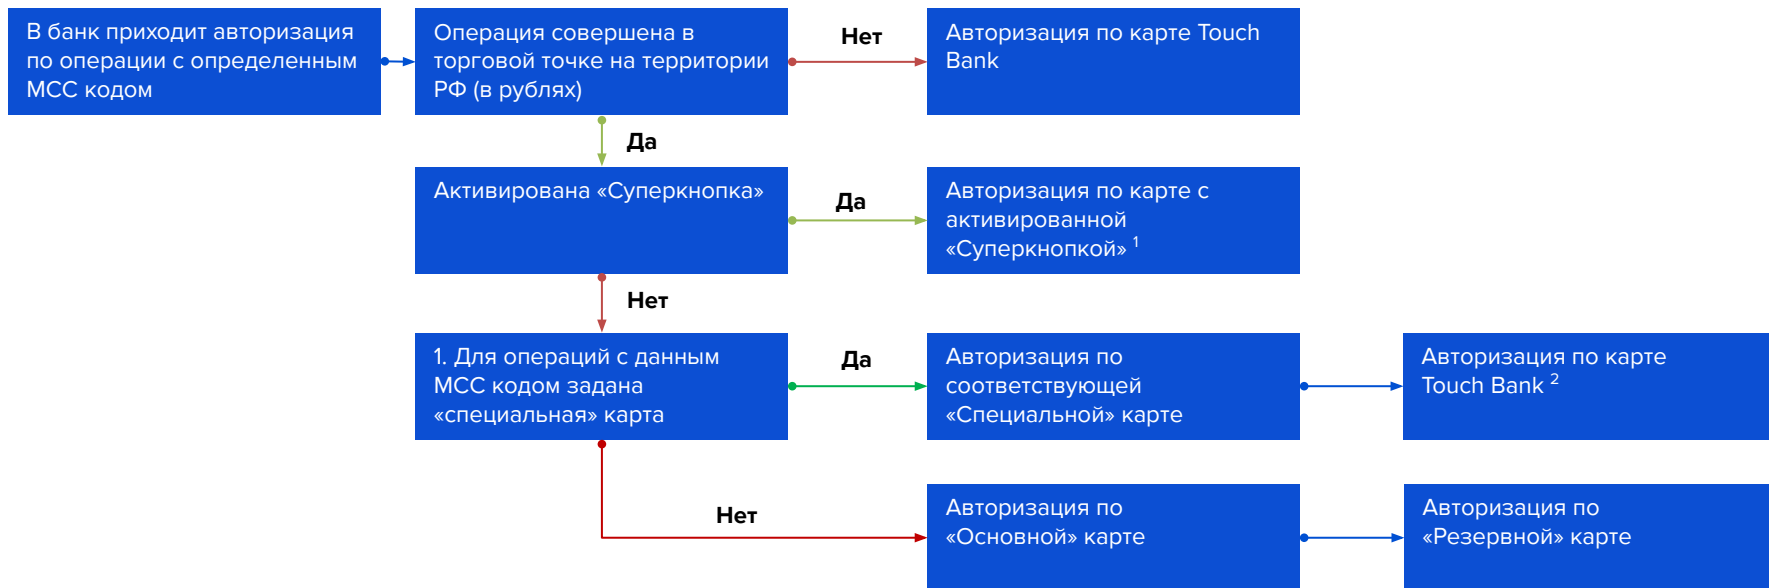 В банк приходит авторизация
по операции с определенным
МСС кодом
Операция совершена в
торговой точке на территории
РФ (в рублях)
Нет
Авторизация по карте Touch
Bank
Да
Активирована «Суперкнопка»
Да
Авторизация по карте с
активированной
«Суперкнопкой» 1
Нет
1. Для операций с данным
МСС кодом задана
«специальная» карта
Да
Авторизация по
соответствующей
«Специальной» карте
Авторизация по карте
Touch Bank 2
Нет
Авторизация по
«Основной» карте
Авторизация по
«Резервной» карте